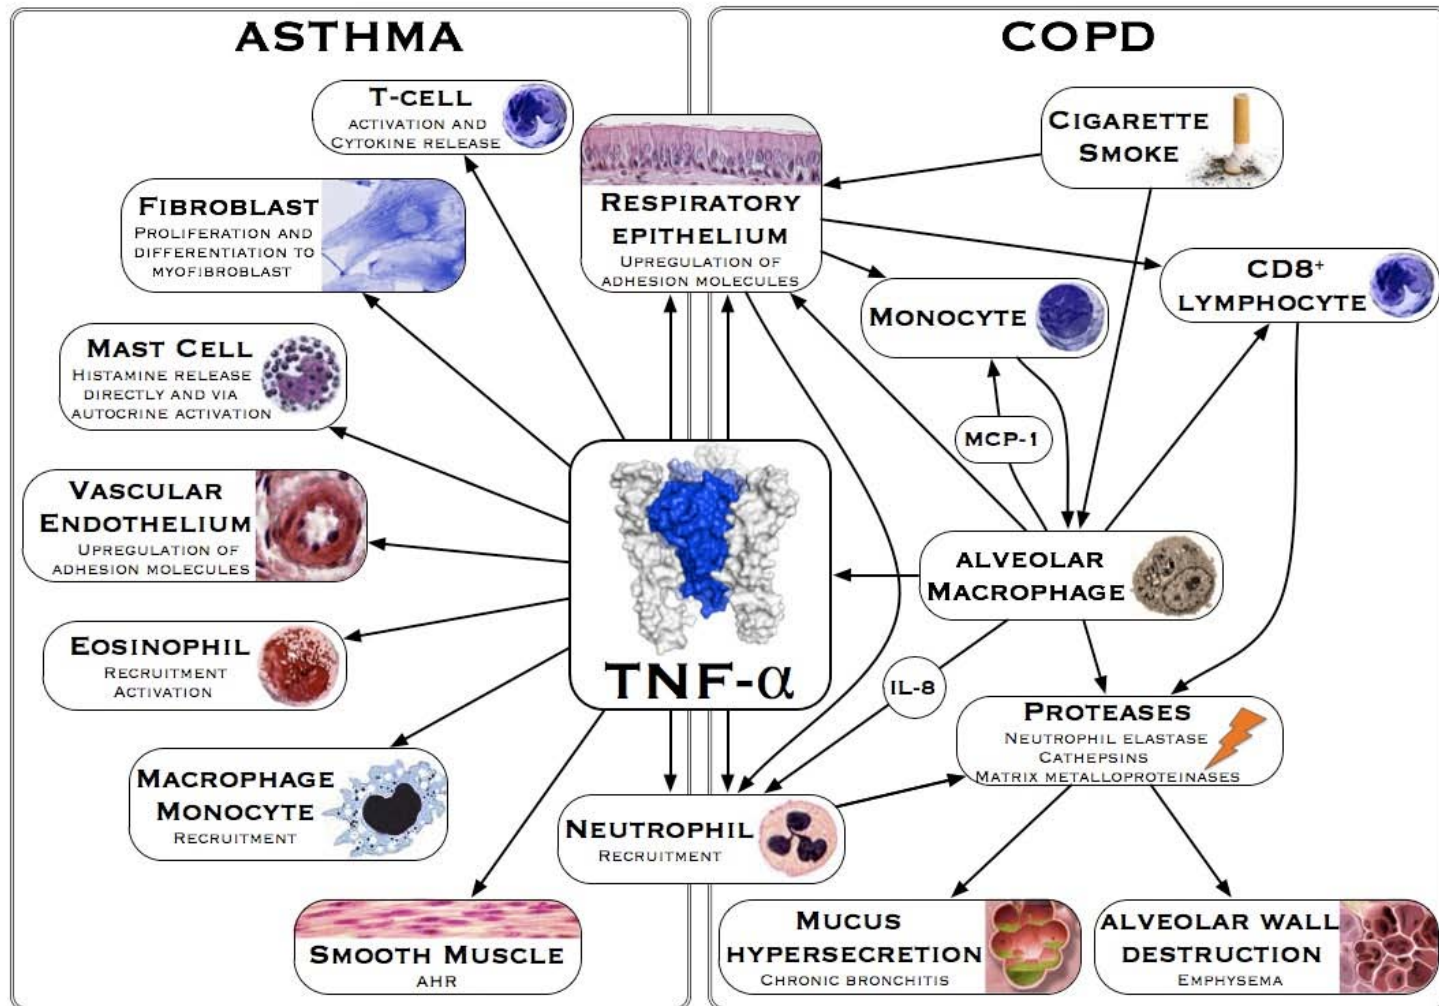 ASTHMA
COPD
T-CELL
ACTIVATION AND
CYTOKINE RELEASE
FIBROBLAST
PROLIFERATION AND
DIFFERENTIATION TO
MYOFIBROBLAST
MAST CELL
HISTAMINE RELEASE
DIRECTLY AND VIA
AUTOCRINE ACTIVATION
VASCULAR
ENDOTHELIUM
UPREGULATION OF
ADHESION MOLECULES
EOSINOPHIL
RECRUITMENT
ACTIVATION
MACROPHAGE
MONOCYTE
RECRUITMENT
SMOOTH MUSCLE
AHR
RESPIRATORY
EPITHELIUM
UPREGULATION OF
ADHESION MOLECULES
TNF-α
NEUTROPHIL
RECRUITMENT
CIGARETTE
SMOKE
CD8⁺
LYMPHOCYTE
MONOCYTE
MCP-1
ALVEOLAR
MACROPHAGE
IL-8
PROTEASES
NEUTROPHIL ELASTASE
CATHEPSINS
MATRIX METALLOPROTEINASES
MUCUS
HYPERSECRETION
CHRONIC BRONCHITIS
ALVEOLAR WALL
DESTRUCTION
EMPHYSEMA